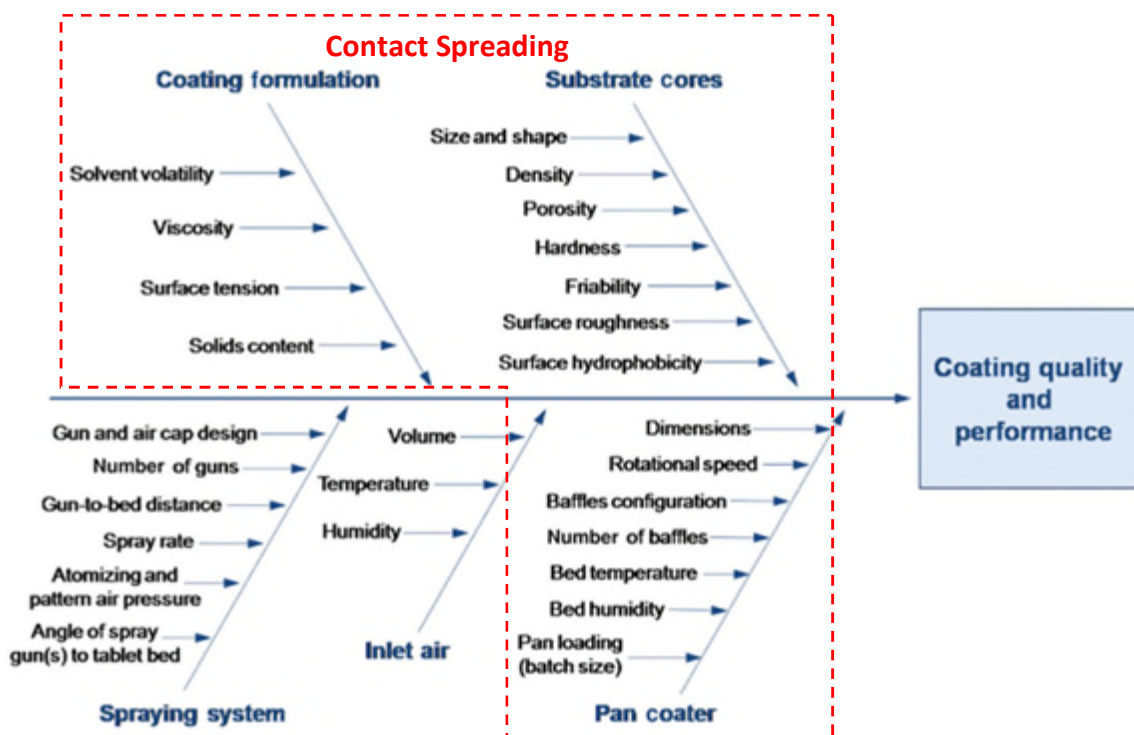 Contact Spreading
Coating formulation
Substrate cores
Solvent volatility
Viscosity
Surface tension
Solids content
Size and shape
Density
Porosity
Hardness
Friability
Surface roughness
Surface hydrophobicity
Coating quality
and
performance
Gun and air cap design
Number of guns
Gun-to-bed distance
Spray rate
Atomizing and
pattern air pressure
Angle of spray
gun(s) to tablet bed
Spraying system
Volume
Temperature
Humidity
Inlet air
Dimensions
Rotational speed
Baffles configuration
Number of baffles
Bed temperature
Bed humidity
Pan loading
(batch size)
Pan coater